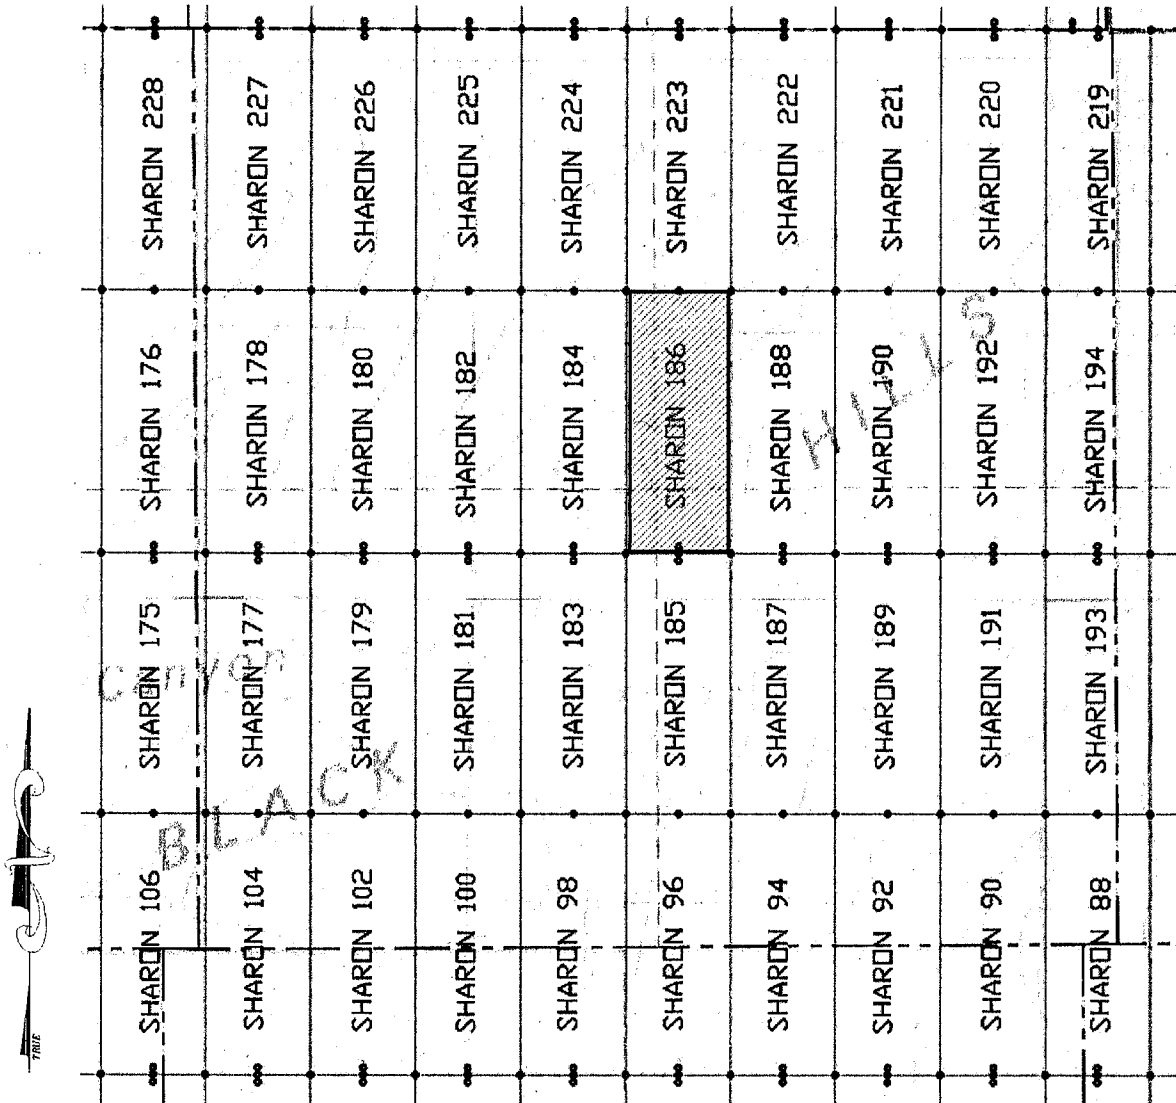 SHARON 228
SHARON 227
SHARON 226
SHARON 225
SHARON 224
SHARON 223
SHARON 222
SHARON 221
SHARON 220
SHARON 219
SHARON 176
SHARON 178
SHARON 180
SHARON 182
SHARON 184
SHARON 186
SHARON 188
SHARON 190
SHARON 192
SHARON 194
HILLS
SHARON 175
SHARON 177
SHARON 179
SHARON 181
SHARON 183
SHARON 185
SHARON 187
SHARON 189
SHARON 191
SHARON 193
Canyon
BLACK
SHARON 106
SHARON 104
SHARON 102
SHARON 100
SHARON 98
SHARON 96
SHARON 94
SHARON 92
SHARON 90
SHARON 88
TRUE